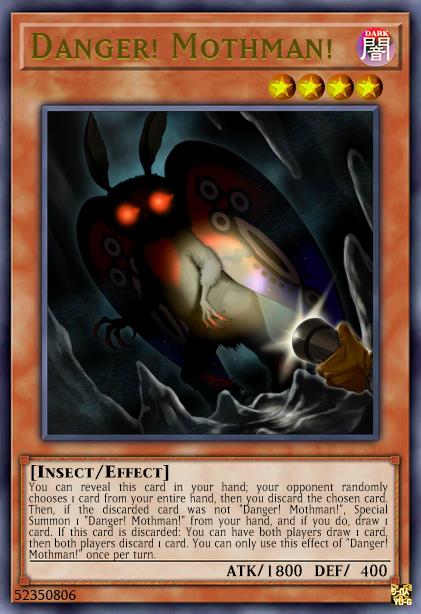 Danger! Mothman!
DARK
闇
[Insect/Effect]
You can reveal this card in your hand; your opponent randomly
chooses 1 card from your entire hand, then you discard the chosen card.
Then, if the discarded card was not "Danger! Mothman!", Special
Summon 1 "Danger! Mothman!" from your hand, and if you do, draw 1
card. If this card is discarded: You can have both players draw 1 card,
then both players discard 1 card. You can only use this effect of "Danger!
Mothman!" once per turn.
ATK/1800 DEF/ 400
52350806